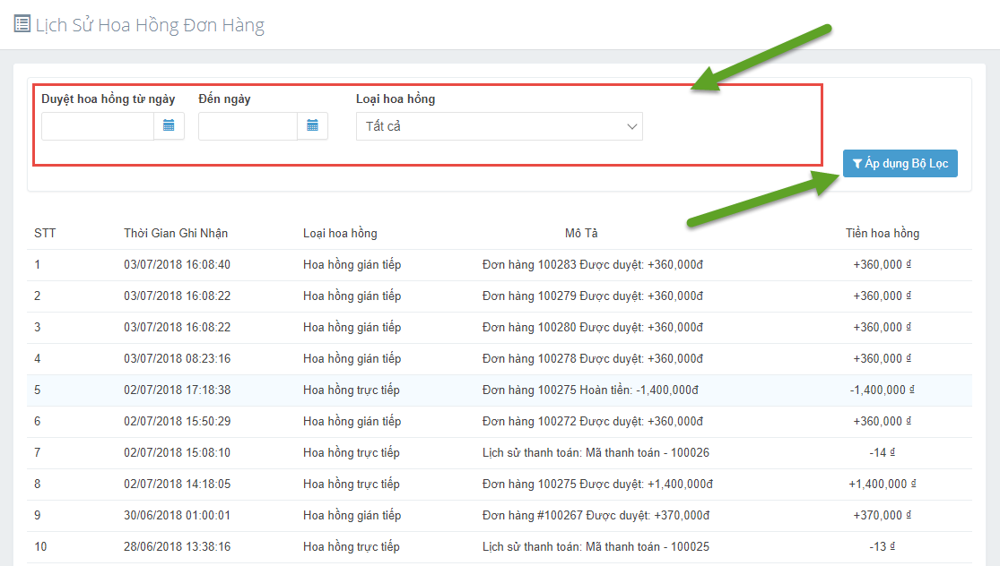 Lịch Sử Hoa Hồng Đơn Hàng
Duyệt hoa hồng từ ngày Đến ngày Loại hoa hồng
Tất cả
Áp dụng Bộ Lọc
STT Thời Gian Ghi Nhận Loại hoa hồng Mô Tả Tiền hoa hồng
1 03/07/2018 16:08:40 Hoa hồng gián tiếp Đơn hàng 100283 Được duyệt: +360,000đ +360,000 đ
2 03/07/2018 16:08:22 Hoa hồng gián tiếp Đơn hàng 100279 Được duyệt: +360,000đ +360,000 đ
3 03/07/2018 16:08:22 Hoa hồng gián tiếp Đơn hàng 100280 Được duyệt: +360,000đ +360,000 đ
4 03/07/2018 08:23:16 Hoa hồng gián tiếp Đơn hàng 100278 Được duyệt: +360,000đ +360,000 đ
5 02/07/2018 17:18:38 Hoa hồng trực tiếp Đơn hàng 100275 Hoàn tiền: -1,400,000đ -1,400,000 đ
6 02/07/2018 15:50:29 Hoa hồng gián tiếp Đơn hàng 100272 Được duyệt: +360,000đ +360,000 đ
7 02/07/2018 15:08:10 Hoa hồng trực tiếp Lịch sử thanh toán: Mã thanh toán - 100026 -14 đ
8 02/07/2018 14:18:05 Hoa hồng trực tiếp Đơn hàng 100275 Được duyệt: +1,400,000đ +1,400,000 đ
9 30/06/2018 01:00:01 Hoa hồng gián tiếp Đơn hàng #100267 Được duyệt: +370,000đ +370,000 đ
10 28/06/2018 13:38:16 Hoa hồng trực tiếp Lịch sử thanh toán: Mã thanh toán - 100025 -13 đ